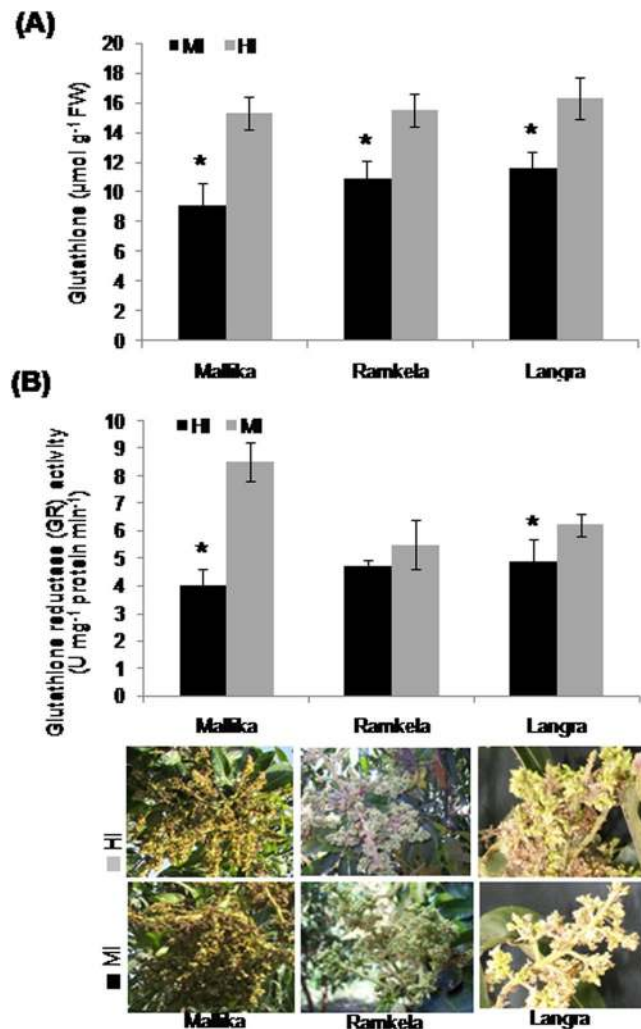 (A)
MI HI
Glutathione (µmol g-1 FW)
20
18
16
14
12
10
8
6
4
2
0
* * *
Mallika Ramkela Langra
(B)
HI MI
Glutathione reductase (GR) activity
(U mg-1 protein min-1)
10
9
8
7
6
5
4
3
2
1
0
* *
Mallika Ramkela Langra
HI
MI
Mallika Ramkela Langra